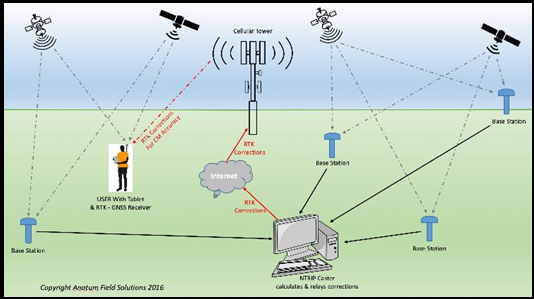 Cellular Tower
RTK Corrections
For CM Accuracy
Base Station
RTK
Corrections
Base Station
Internet
USER With Tablet
& RTK - GNSS Receiver
RTK
Corrections
Base Station
Base Station
NTRIP Caster
calculates & relays corrections
Copyright Anatum Field Solutions 2016